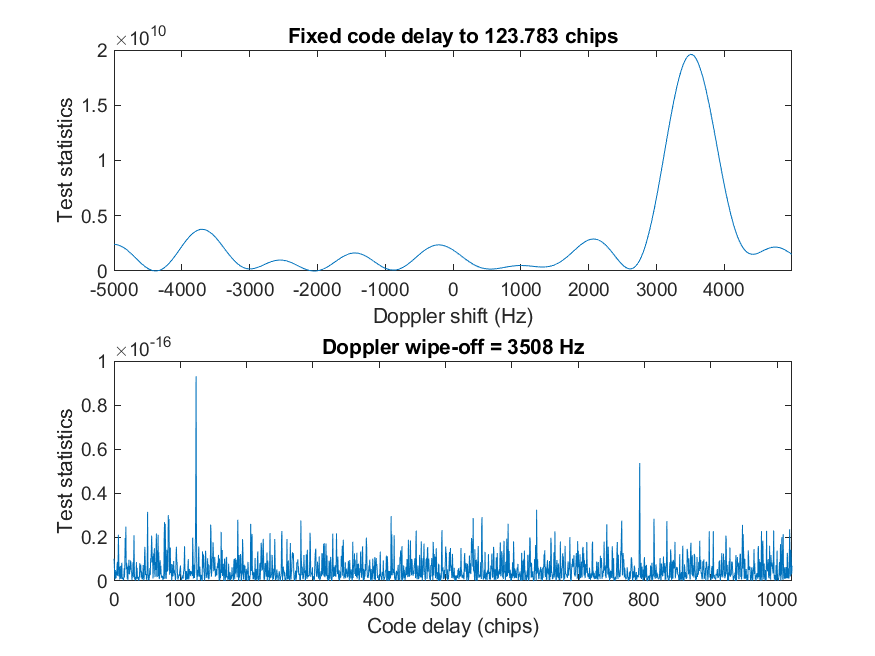 Fixed code delay to 123.783 chips
×10^10
2
1.5
1
0.5
0
Test statistics
-5000 -4000 -3000 -2000 -1000 0 1000 2000 3000 4000
Doppler shift (Hz)
Doppler wipe-off = 3508 Hz
×10^-16
1
0.8
0.6
0.4
0.2
0
Test statistics
0 100 200 300 400 500 600 700 800 900 1000
Code delay (chips)